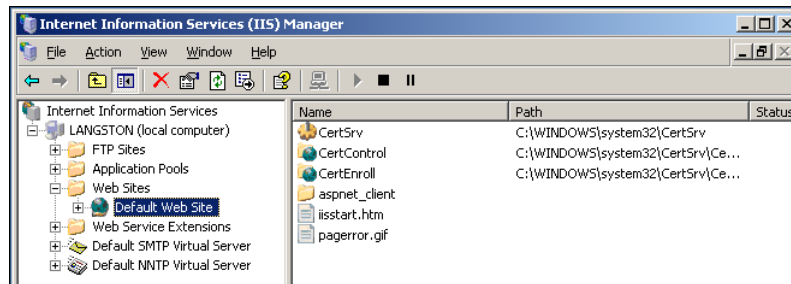 Internet Information Services (IIS) Manager
File Action View Window Help
Internet Information Services
LANGSTON (local computer)
FTP Sites
Application Pools
Web Sites
Default Web Site
Web Service Extensions
Default SMTP Virtual Server
Default NNTP Virtual Server
Name Path Status
CertSrv C:\WINDOWS\system32\CertSrv
CertControl C:\WINDOWS\system32\CertSrv\Ce...
CertEnroll C:\WINDOWS\system32\CertSrv\Ce...
aspnet_client
iisstart.htm
pagerror.gif